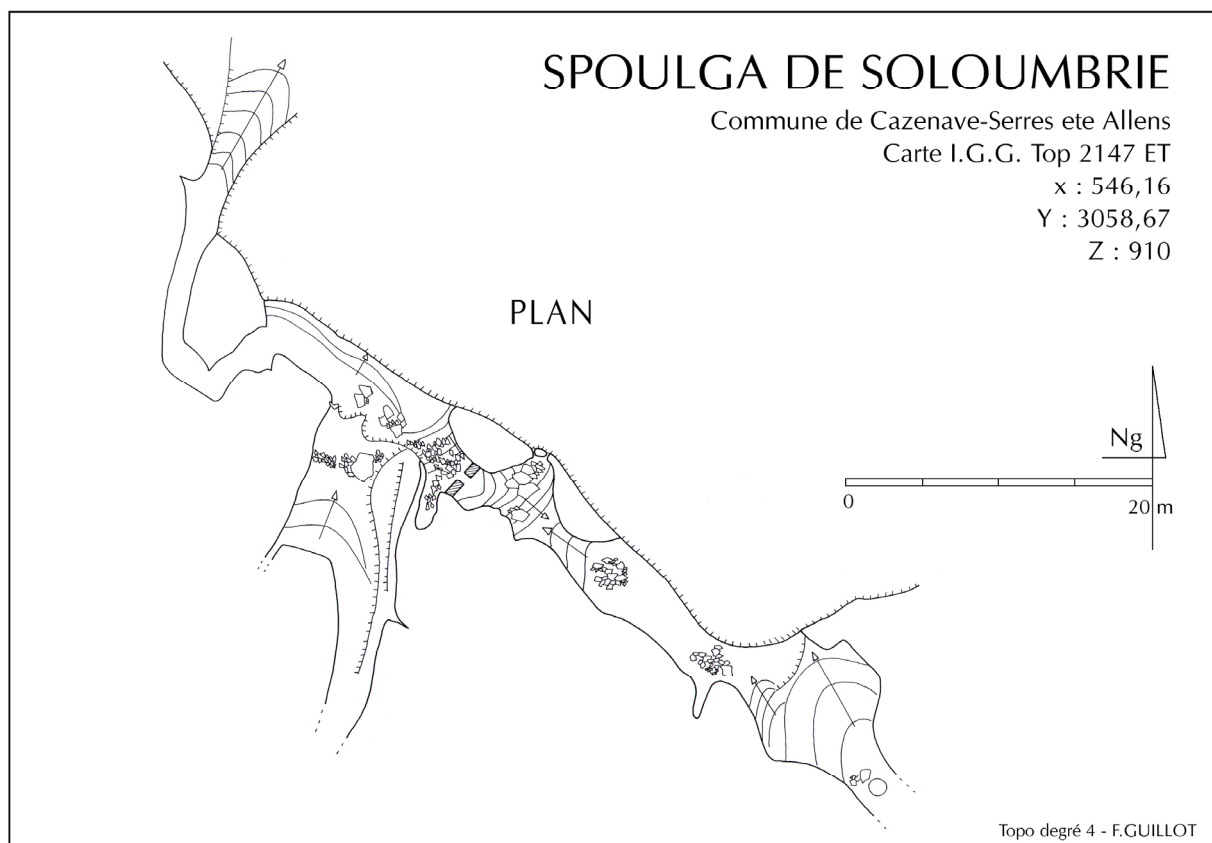 SPOULGA DE SOLOUMBRIE
Commune de Cazenave-Serres ete Allens
Carte I.G.G. Top 2147 ET
x : 546,16
Y : 3058,67
Z : 910
PLAN
Ng
0
20 m
Topo degré 4 - F.GUILLOT